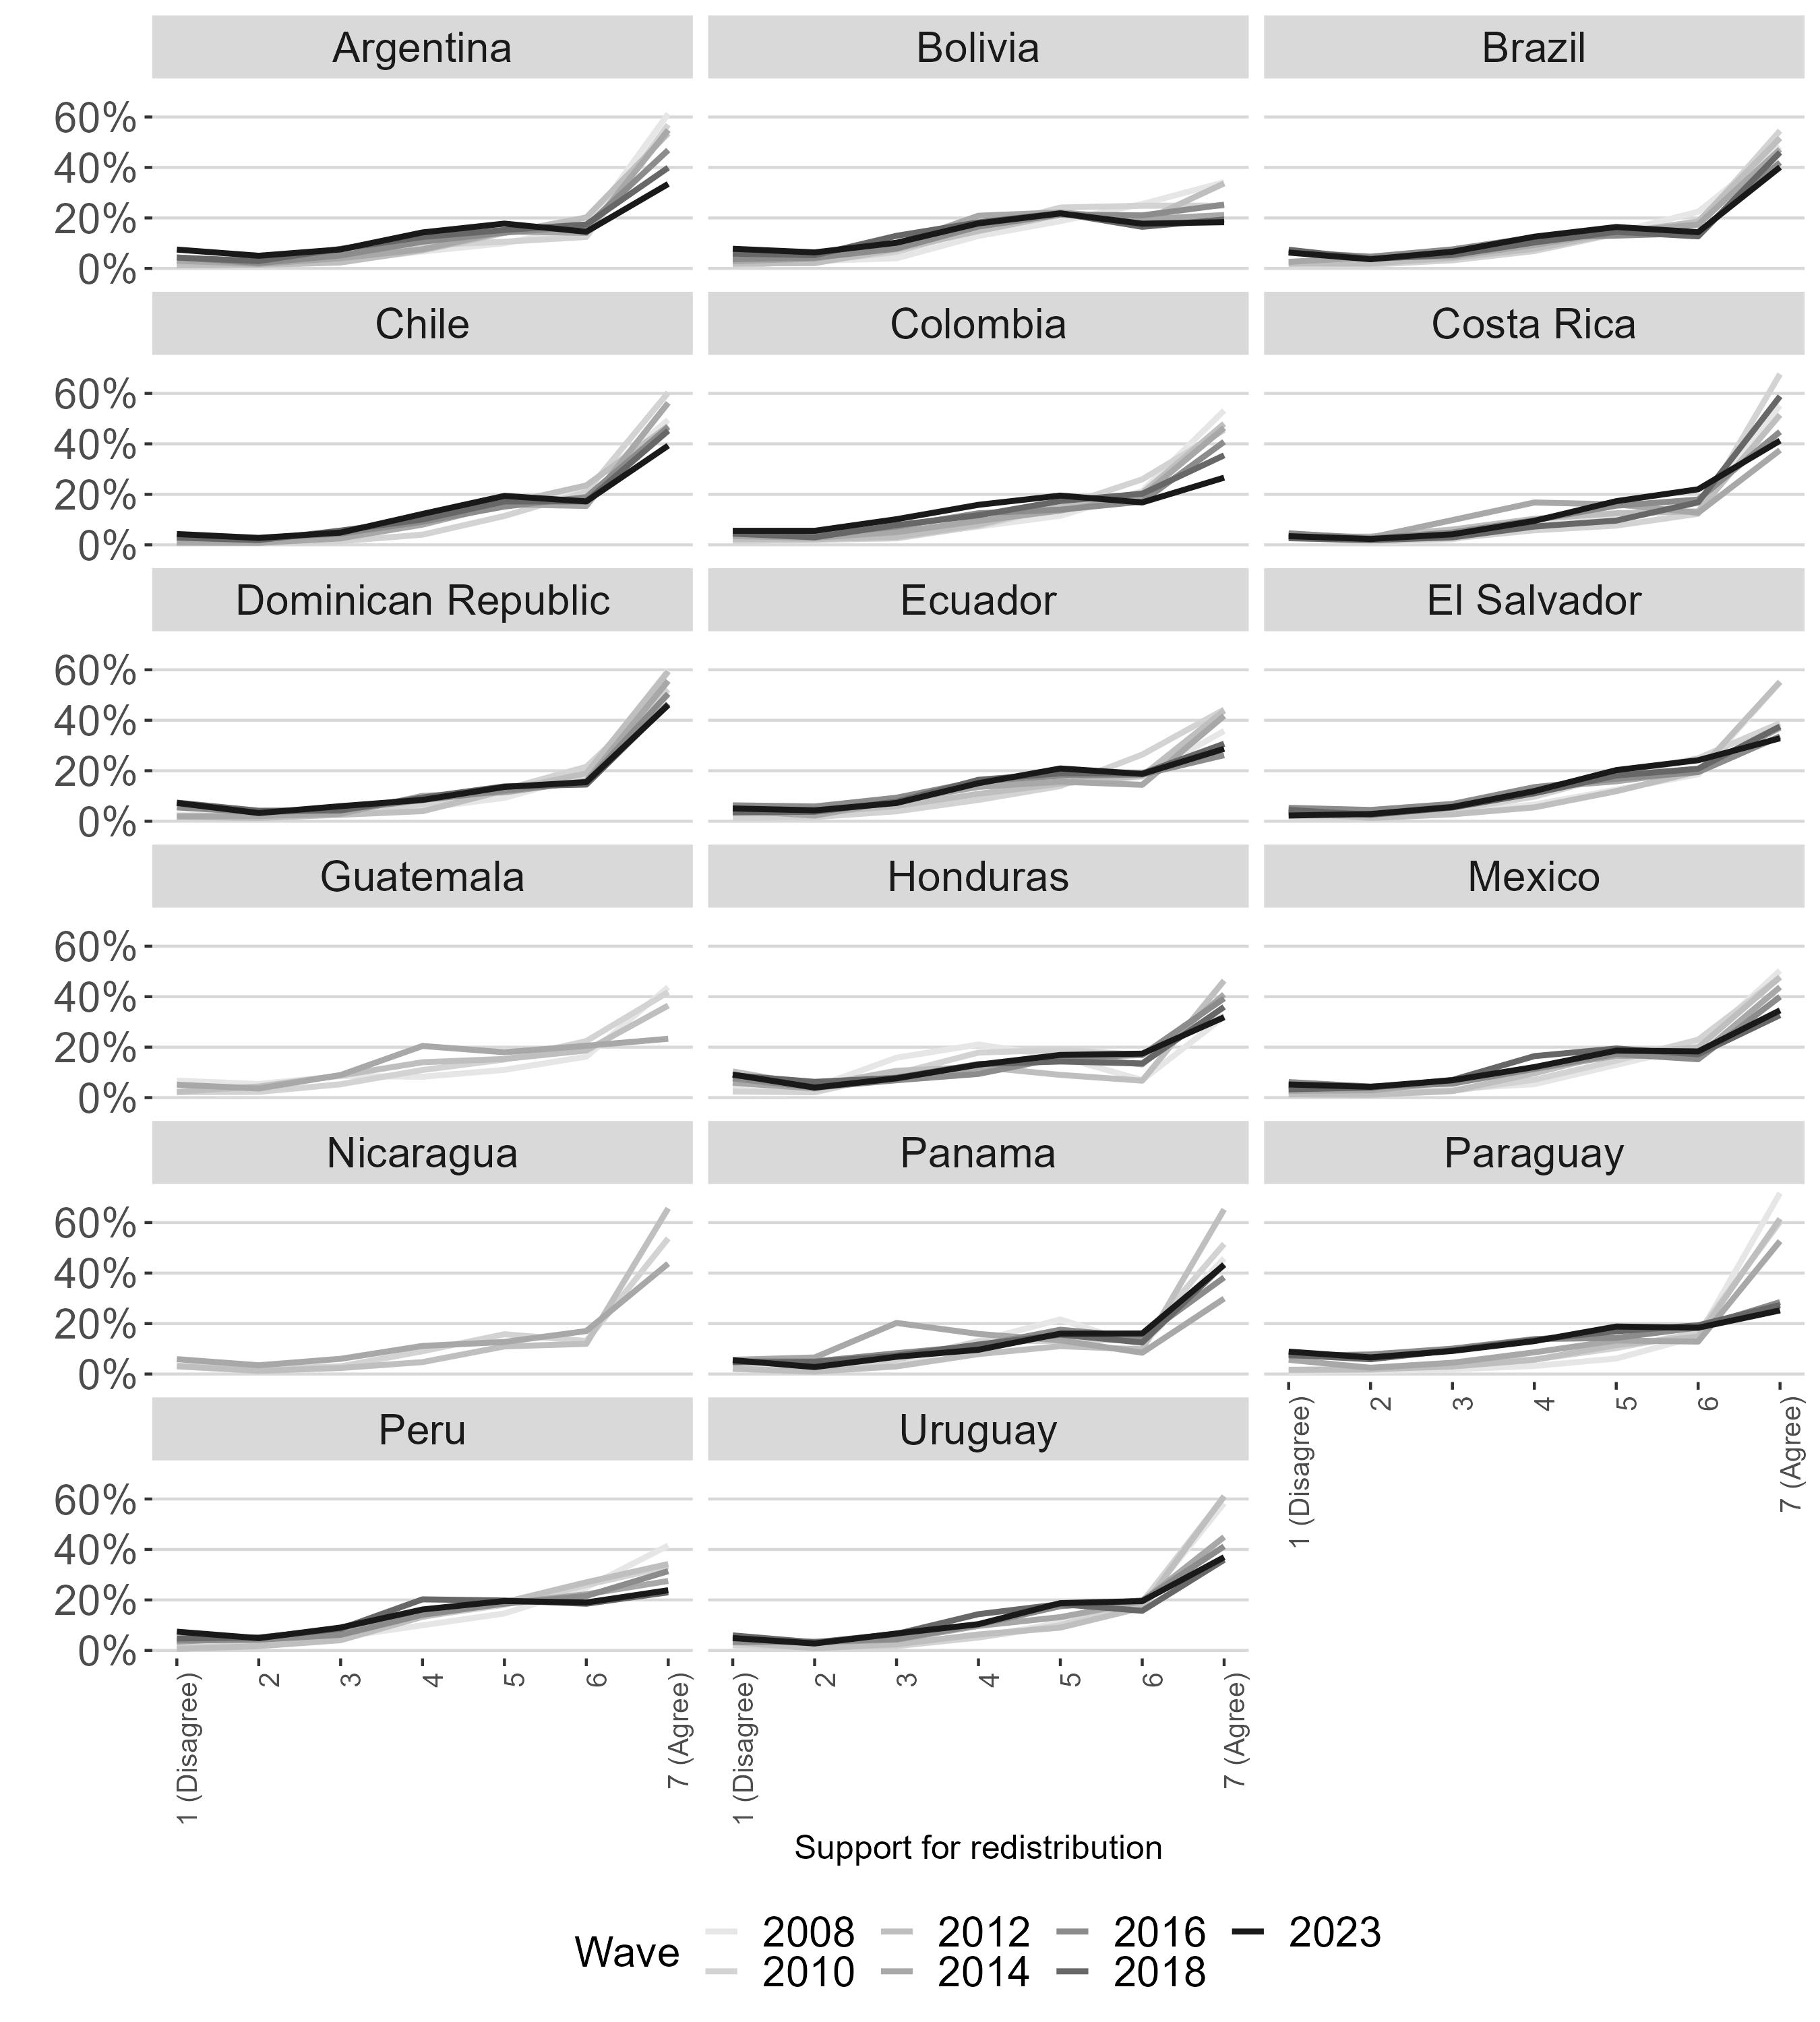 Argentina Bolivia Brazil
60%
40%
20%
0%
Chile Colombia Costa Rica
60%
40%
20%
0%
Dominican Republic Ecuador El Salvador
60%
40%
20%
0%
Guatemala Honduras Mexico
60%
40%
20%
0%
Nicaragua Panama Paraguay
60%
40%
20%
0%
1 (Disagree) 2 3 4 5 6 7 (Agree)
Peru Uruguay
60%
40%
20%
0%
1 (Disagree) 2 3 4 5 6 7 (Agree) 1 (Disagree) 2 3 4 5 6 7 (Agree)
Support for redistribution
Wave
2008 2012 2016 2023
2010 2014 2018